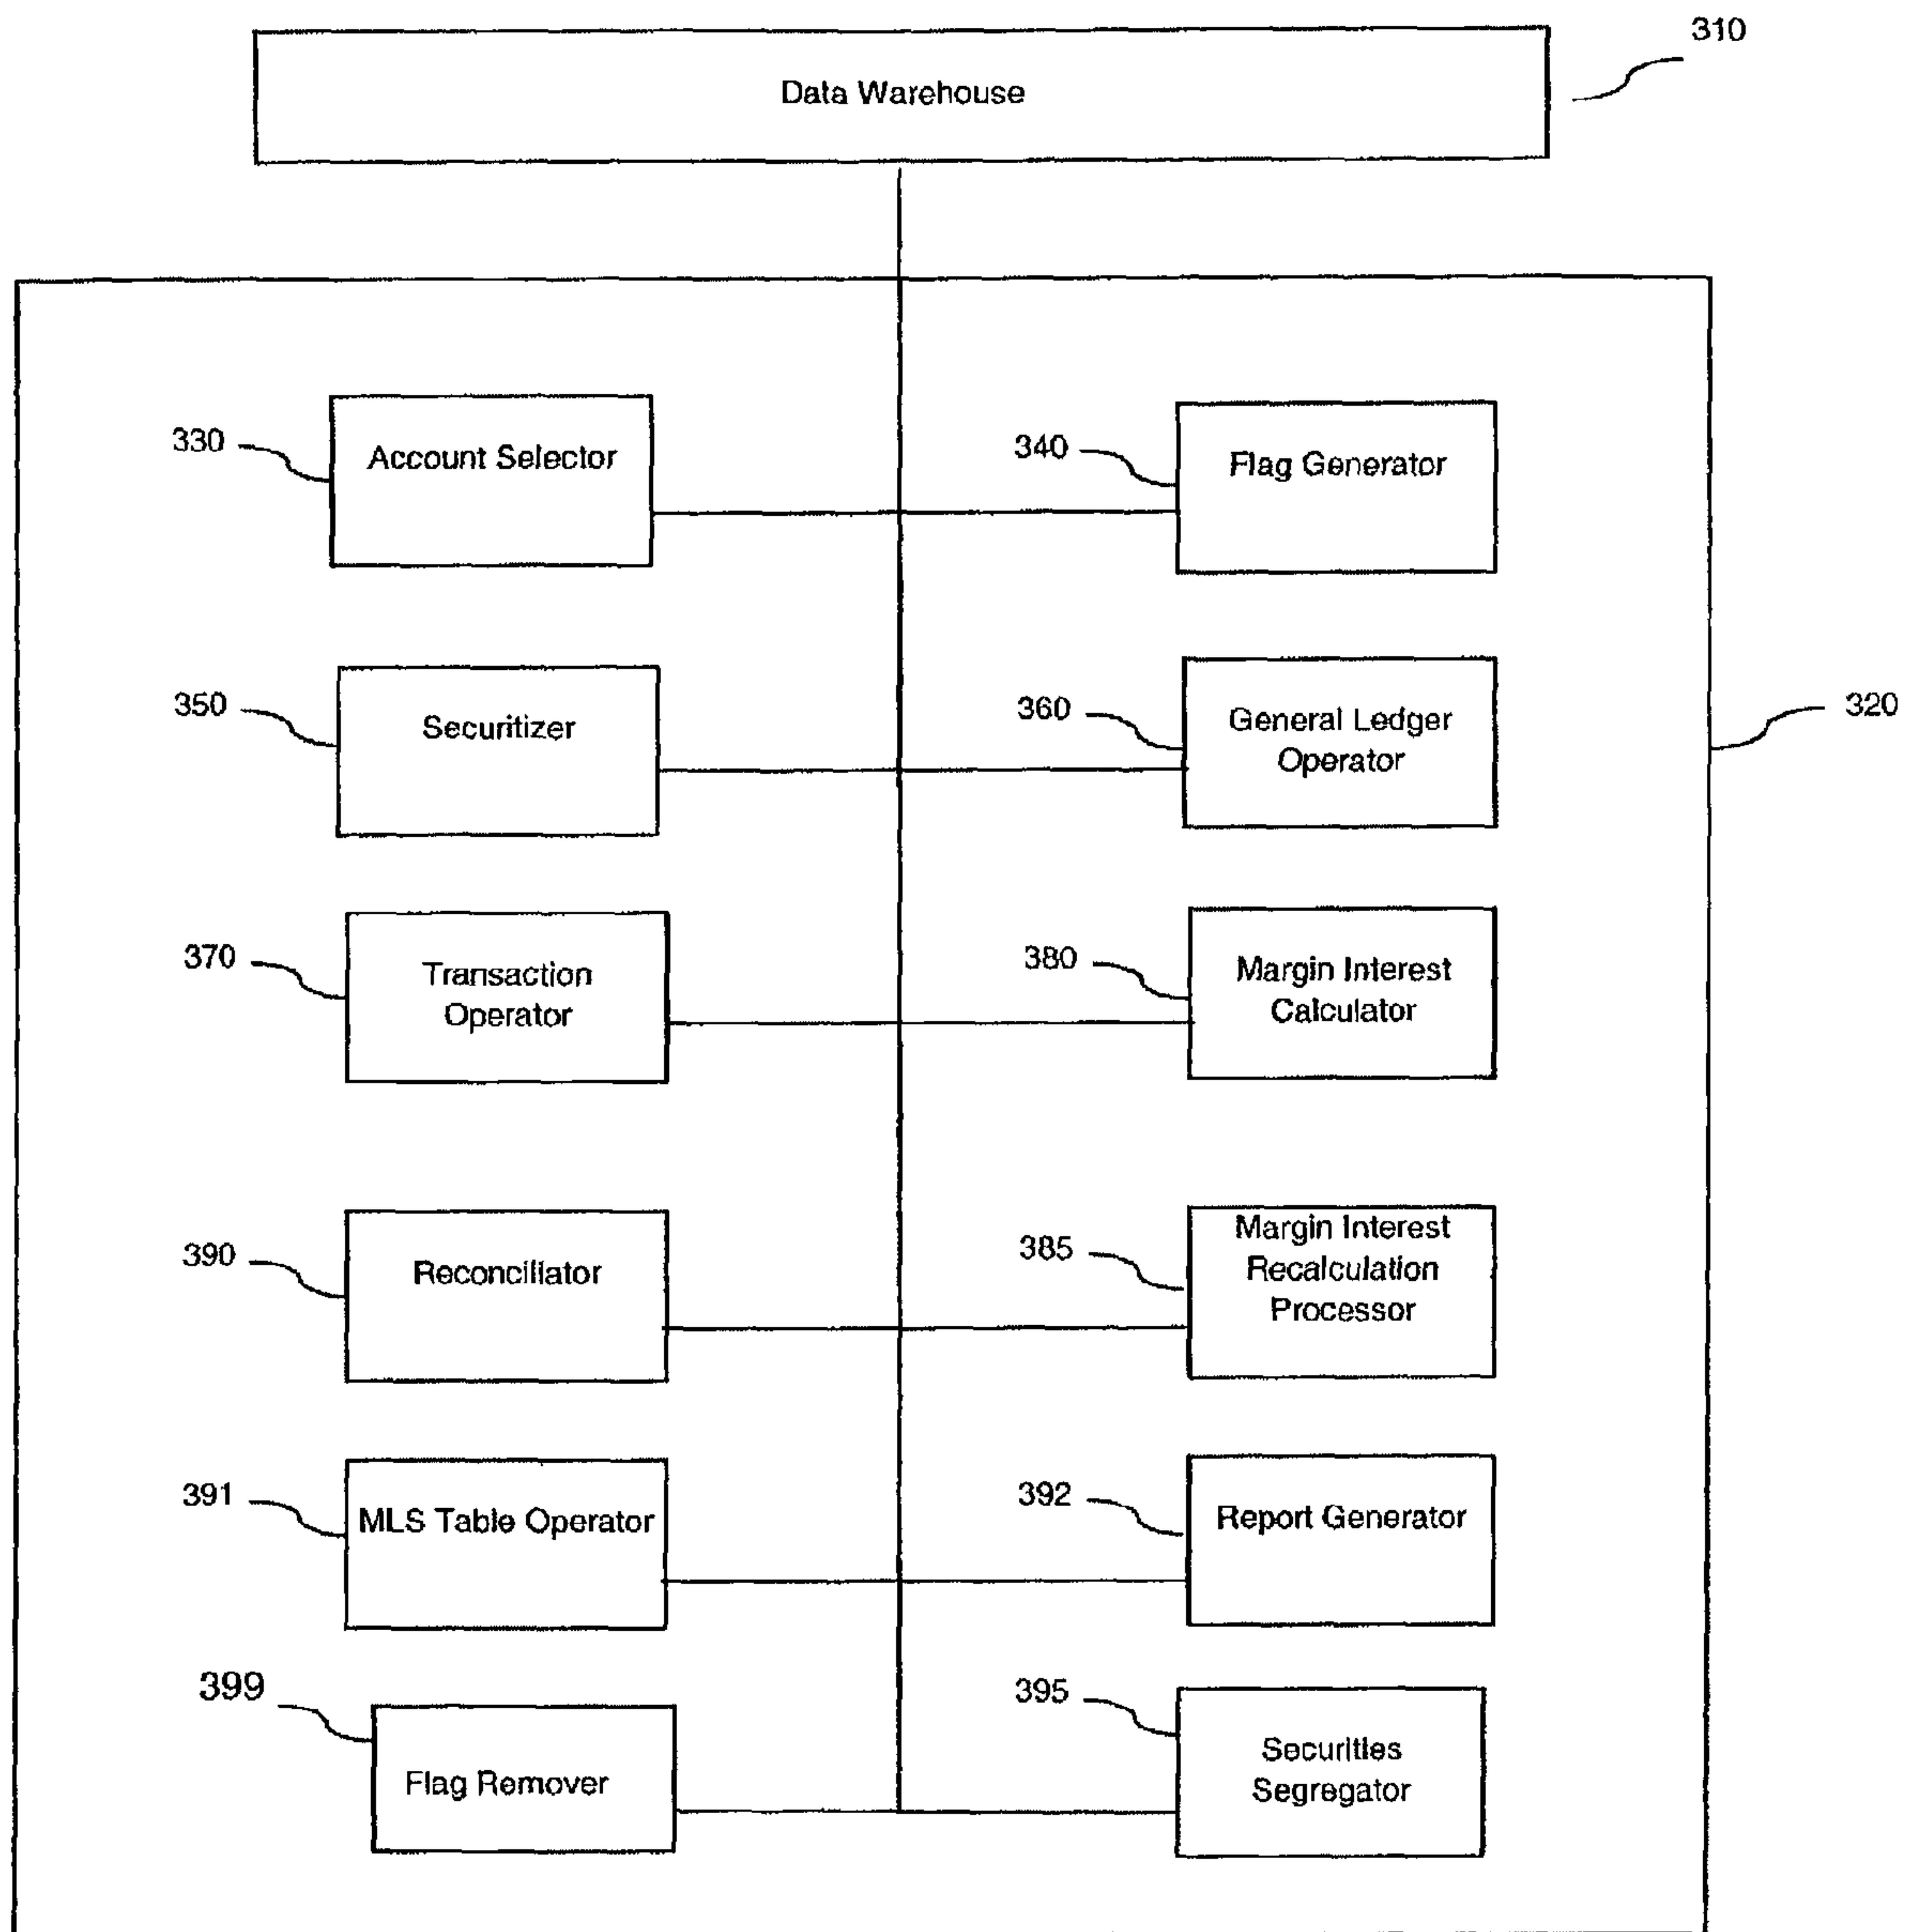 310
Data Warehouse
330
Account Selector
340
Flag Generator
350
Securitizer
360
General Ledger
Operator
320
370
Transaction
Operator
380
Margin Interest
Calculator
390
Reconciliator
385
Margin Interest
Recalculation
Processor
391
MLS Table Operator
392
Report Generator
399
Flag Remover
395
Securities
Segregator